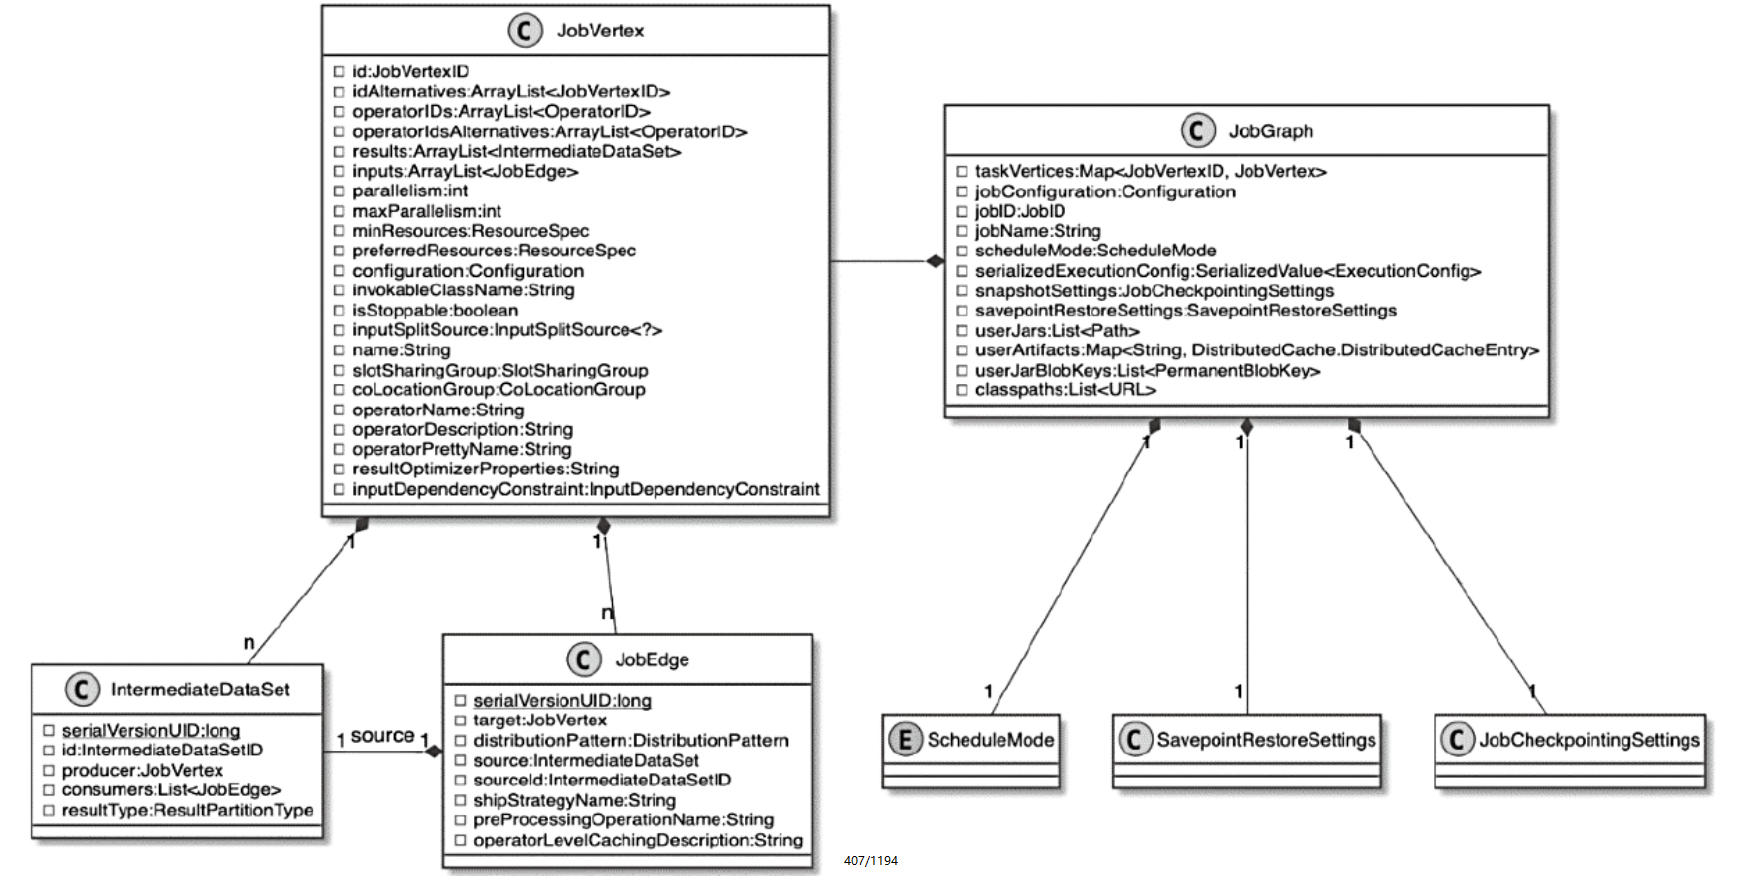 C JobVertex
id:JobVertexID
idAlternatives:ArrayList<JobVertexID>
operatorIDs:ArrayList<OperatorID>
operatorIdsAlternatives:ArrayList<OperatorID>
results:ArrayList<IntermediateDataSet>
inputs:ArrayList<JobEdge>
parallelism:int
maxParallelism:int
minResources:ResourceSpec
preferredResources:ResourceSpec
configuration:Configuration
invokableClassName:String
isStoppable:boolean
inputSplitSource:InputSplitSource<?>
name:String
slotSharingGroup:SlotSharingGroup
coLocationGroup:CoLocationGroup
operatorName:String
operatorDescription:String
operatorPrettyName:String
resultOptimizerProperties:String
inputDependencyConstraint:InputDependencyConstraint
C JobGraph
taskVertices:Map<JobVertexID, JobVertex>
jobConfiguration:Configuration
jobID:JobID
jobName:String
scheduleMode:ScheduleMode
serializedExecutionConfig:SerializedValue<ExecutionConfig>
snapshotSettings:JobCheckpointingSettings
savepointRestoreSettings:SavepointRestoreSettings
userJars:List<Path>
userArtifacts:Map<String, DistributedCache.DistributedCacheEntry>
userJarBlobKeys:List<PermanentBlobKey>
classpaths:List<URL>
1 1 1
1 1
n n
C IntermediateDataSet
serialVersionUID:long
id:IntermediateDataSetID
producer:JobVertex
consumers:List<JobEdge>
resultType:ResultPartitionType
1 source 1
C JobEdge
serialVersionUID:long
target:JobVertex
distributionPattern:DistributionPattern
source:IntermediateDataSet
sourceId:IntermediateDataSetID
shipStrategyName:String
preProcessingOperationName:String
operatorLevelCachingDescription:String
1 1 1
E ScheduleMode
C SavepointRestoreSettings
C JobCheckpointingSettings
407/1194